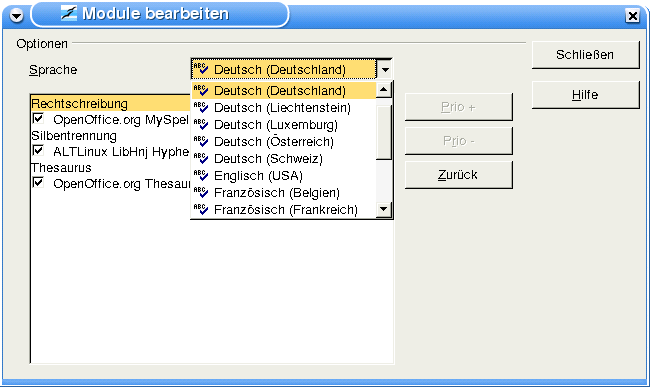 Module bearbeiten
Optionen
Sprache
Deutsch (Deutschland)
Schließen
Hilfe
Rechtschreibung
OpenOffice.org MySpel
Silbentrennung
ALTLinux LibHnj Hyphe
Thesaurus
OpenOffice.org Thesau
Deutsch (Deutschland)
Deutsch (Liechtenstein)
Deutsch (Luxemburg)
Deutsch (Österreich)
Deutsch (Schweiz)
Englisch (USA)
Französisch (Belgien)
Französisch (Frankreich)
Prio +
Prio -
Zurück